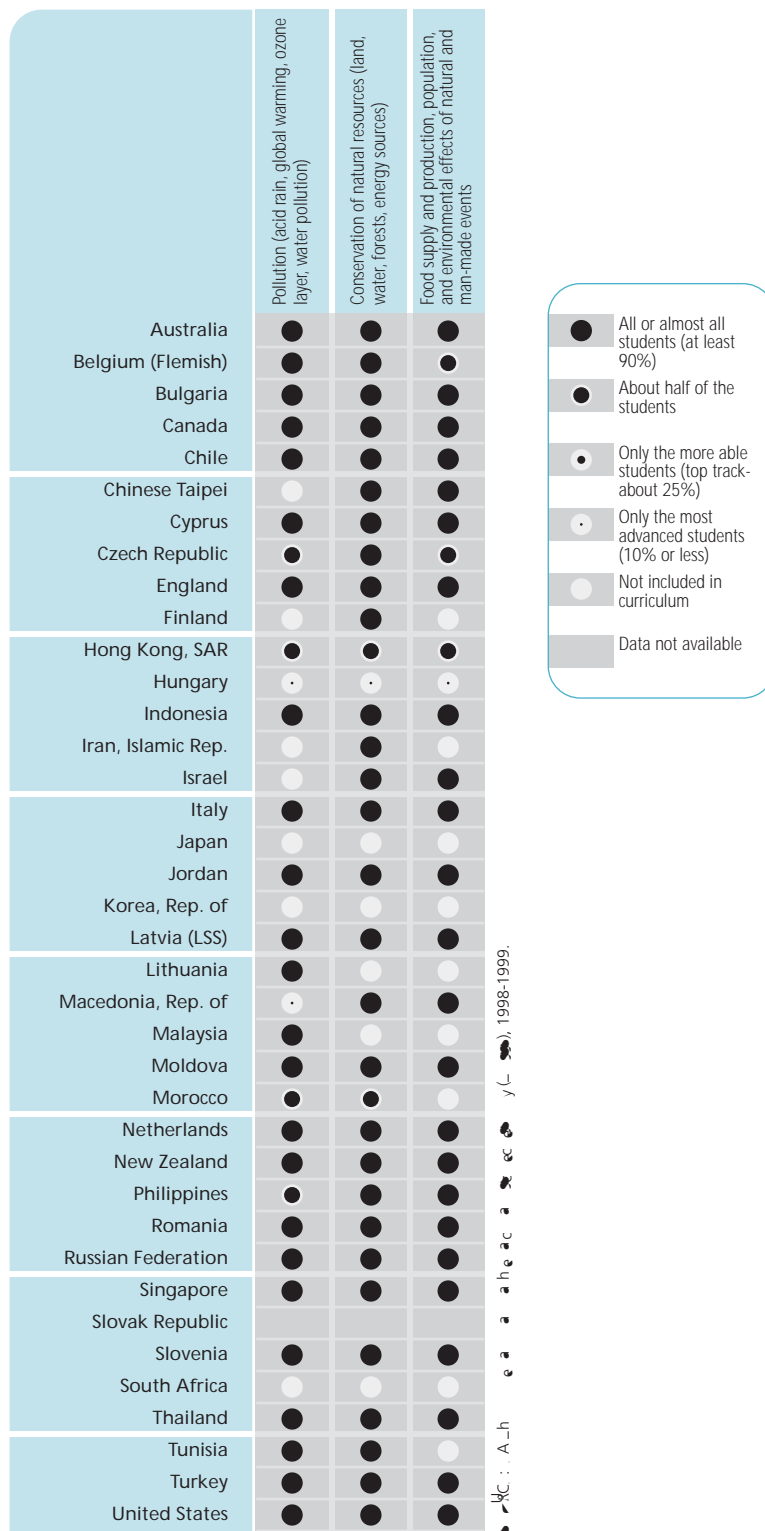 Pollution (acid rain, global warming, ozone
layer, water pollution)
Conservation of natural resources (land,
water, forests, energy sources)
Food supply and production, population,
and environmental effects of natural and
man-made events
Australia
Belgium (Flemish)
Bulgaria
Canada
Chile
Chinese Taipei
Cyprus
Czech Republic
England
Finland
Hong Kong, SAR
Hungary
Indonesia
Iran, Islamic Rep.
Israel
Italy
Japan
Jordan
Korea, Rep. of
Latvia (LSS)
Lithuania
Macedonia, Rep. of
Malaysia
Moldova
Morocco
Netherlands
New Zealand
Philippines
Romania
Russian Federation
Singapore
Slovak Republic
Slovenia
South Africa
Thailand
Tunisia
Turkey
United States
All or almost all
students (at least
90%)
About half of the
students
Only the more able
students (top track-
about 25%)
Only the most
advanced students
(10% or less)
Not included in
curriculum
Data not available
1998-1999.